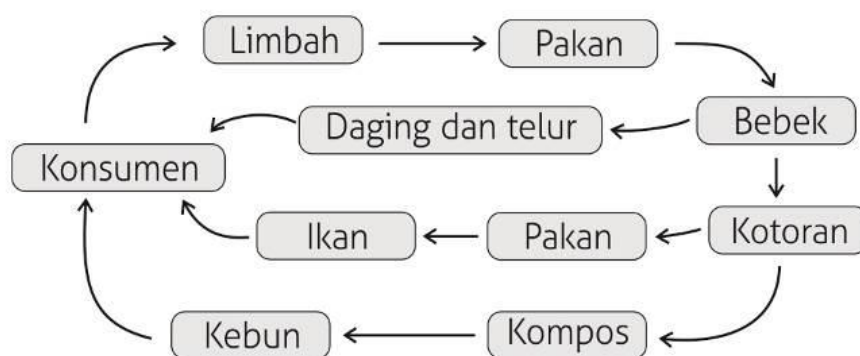 Limbah
Pakan
Daging dan telur
Bebek
Konsumen
Ikan
Pakan
Kotoran
Kebun
Kompos